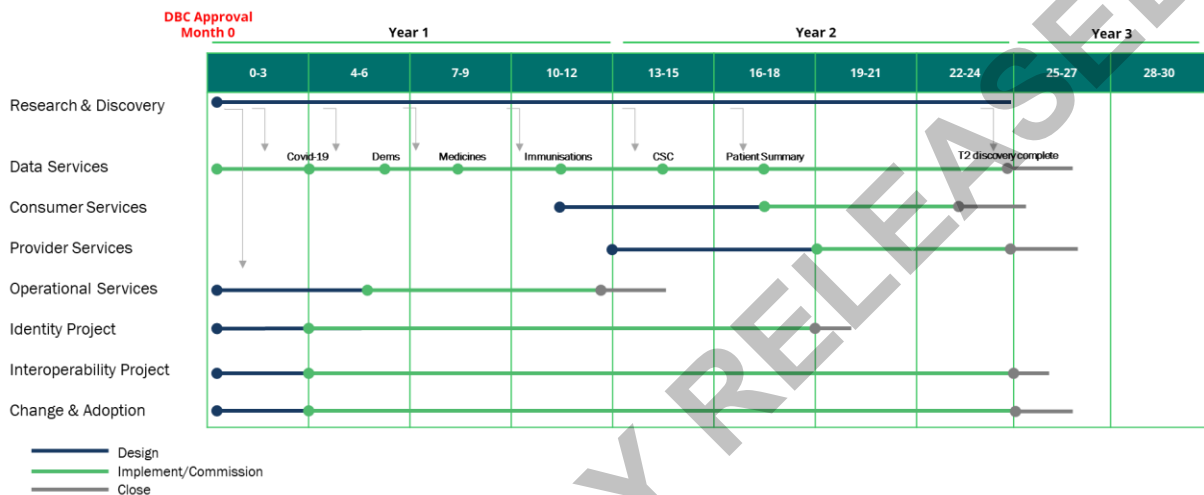 DBC Approval
Month 0
Year 1
Year 2
Year 3
0-3 4-6 7-9 10-12 13-15 16-18 19-21 22-24 25-27 28-30
Research & Discovery
Covid-19 Dems Medicines Immunisations CSC Patient Summary T2 discovery complete
Data Services
Consumer Services
Provider Services
Operational Services
Identity Project
Interoperability Project
Change & Adoption
Design
Implement/Commission
Close
Y RELEASE